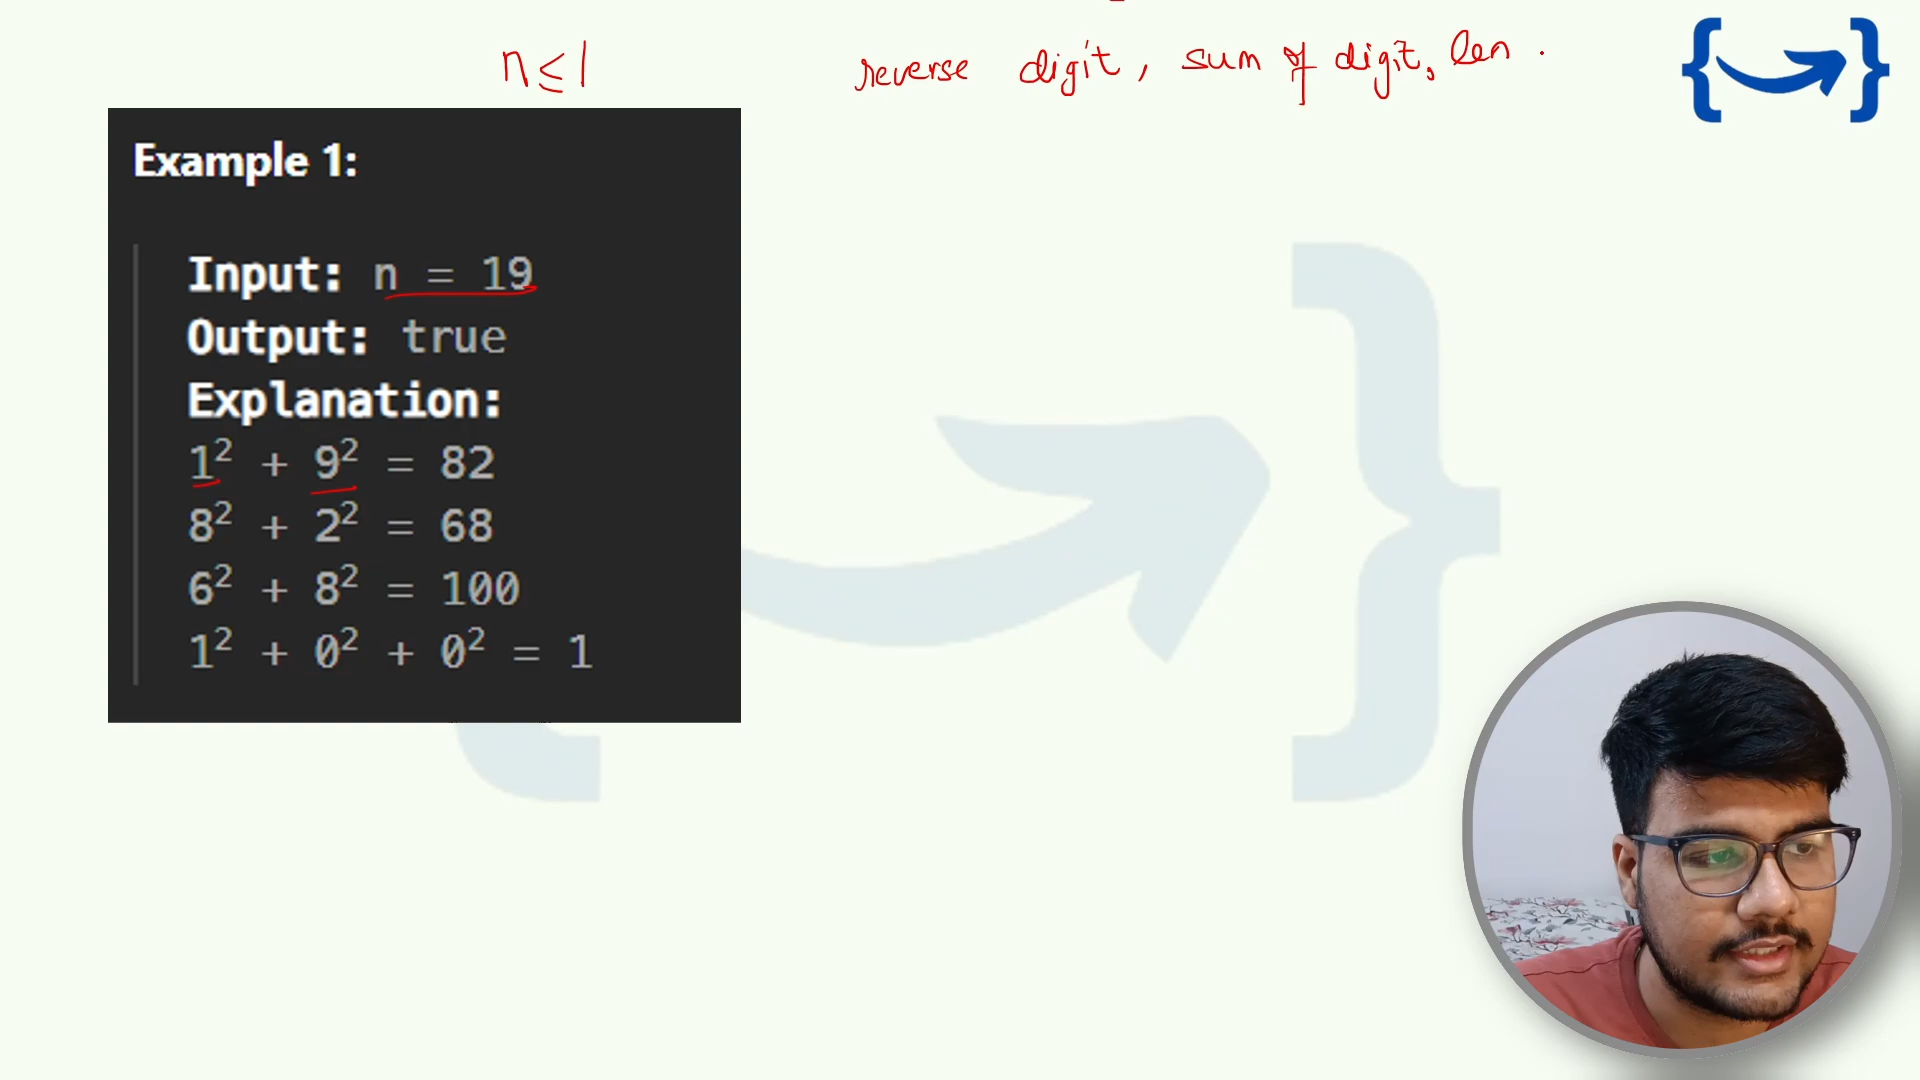 n ≤ 1
reverse digit, sum of digit, len .
Example 1:
Input: n = 19
Output: true
Explanation:
1² + 9² = 82
8² + 2² = 68
6² + 8² = 100
1² + 0² + 0² = 1